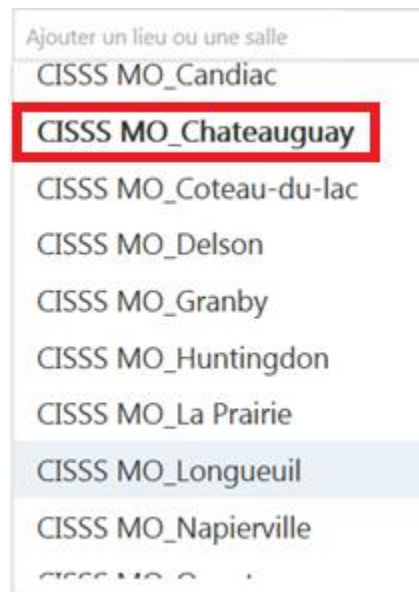 Ajouter un lieu ou une salle
CISSS MO_Candiac
CISSS MO_Chateauguay
CISSS MO_Coteau-du-lac
CISSS MO_Delson
CISSS MO_Granby
CISSS MO_Huntingdon
CISSS MO_La Prairie
CISSS MO_Longueuil
CISSS MO_Napierville